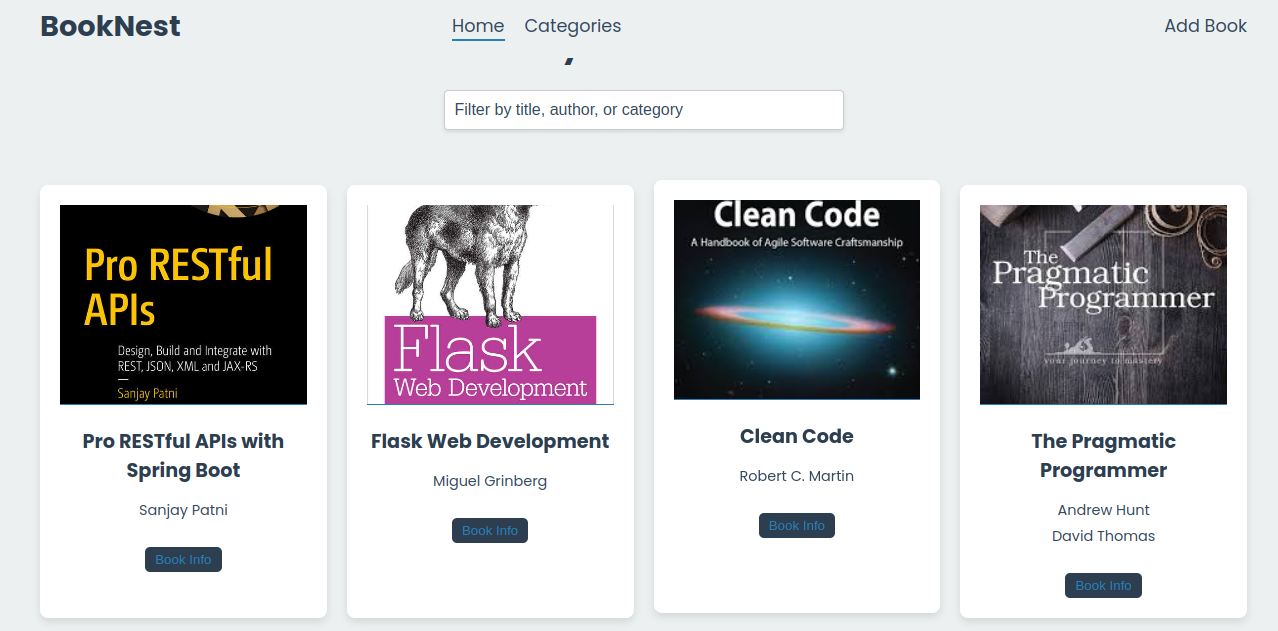 BookNest
Home
Categories
Add Book
Filter by title, author, or category
Pro RESTful
APIs
Design, Build and Integrate with
REST, JSON, XML and JAX-RS
Sanjay Patni
Flask
Web Development
Clean Code
A Handbook of Agile Software Craftsmanship
The
Pragmatic
Programmer
your journey to mastery
Pro RESTful APIs with
Spring Boot
Sanjay Patni
Book Info
Flask Web Development
Miguel Grinberg
Book Info
Clean Code
Robert C. Martin
Book Info
The Pragmatic
Programmer
Andrew Hunt
David Thomas
Book Info